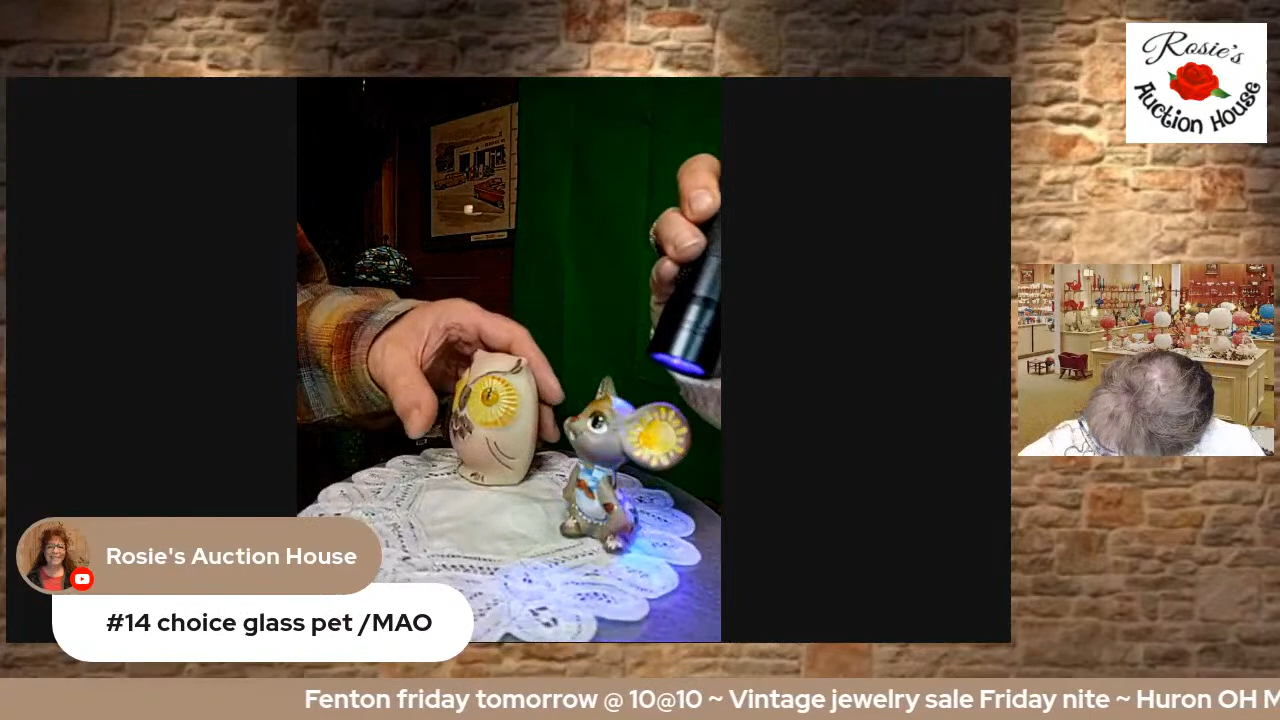 Rosie's
Auction House
Rosie's Auction House
#14 choice glass pet /MAO
Fenton friday tomorrow @ 10@10 ~ Vintage jewelry sale Friday nite ~ Huron OH M